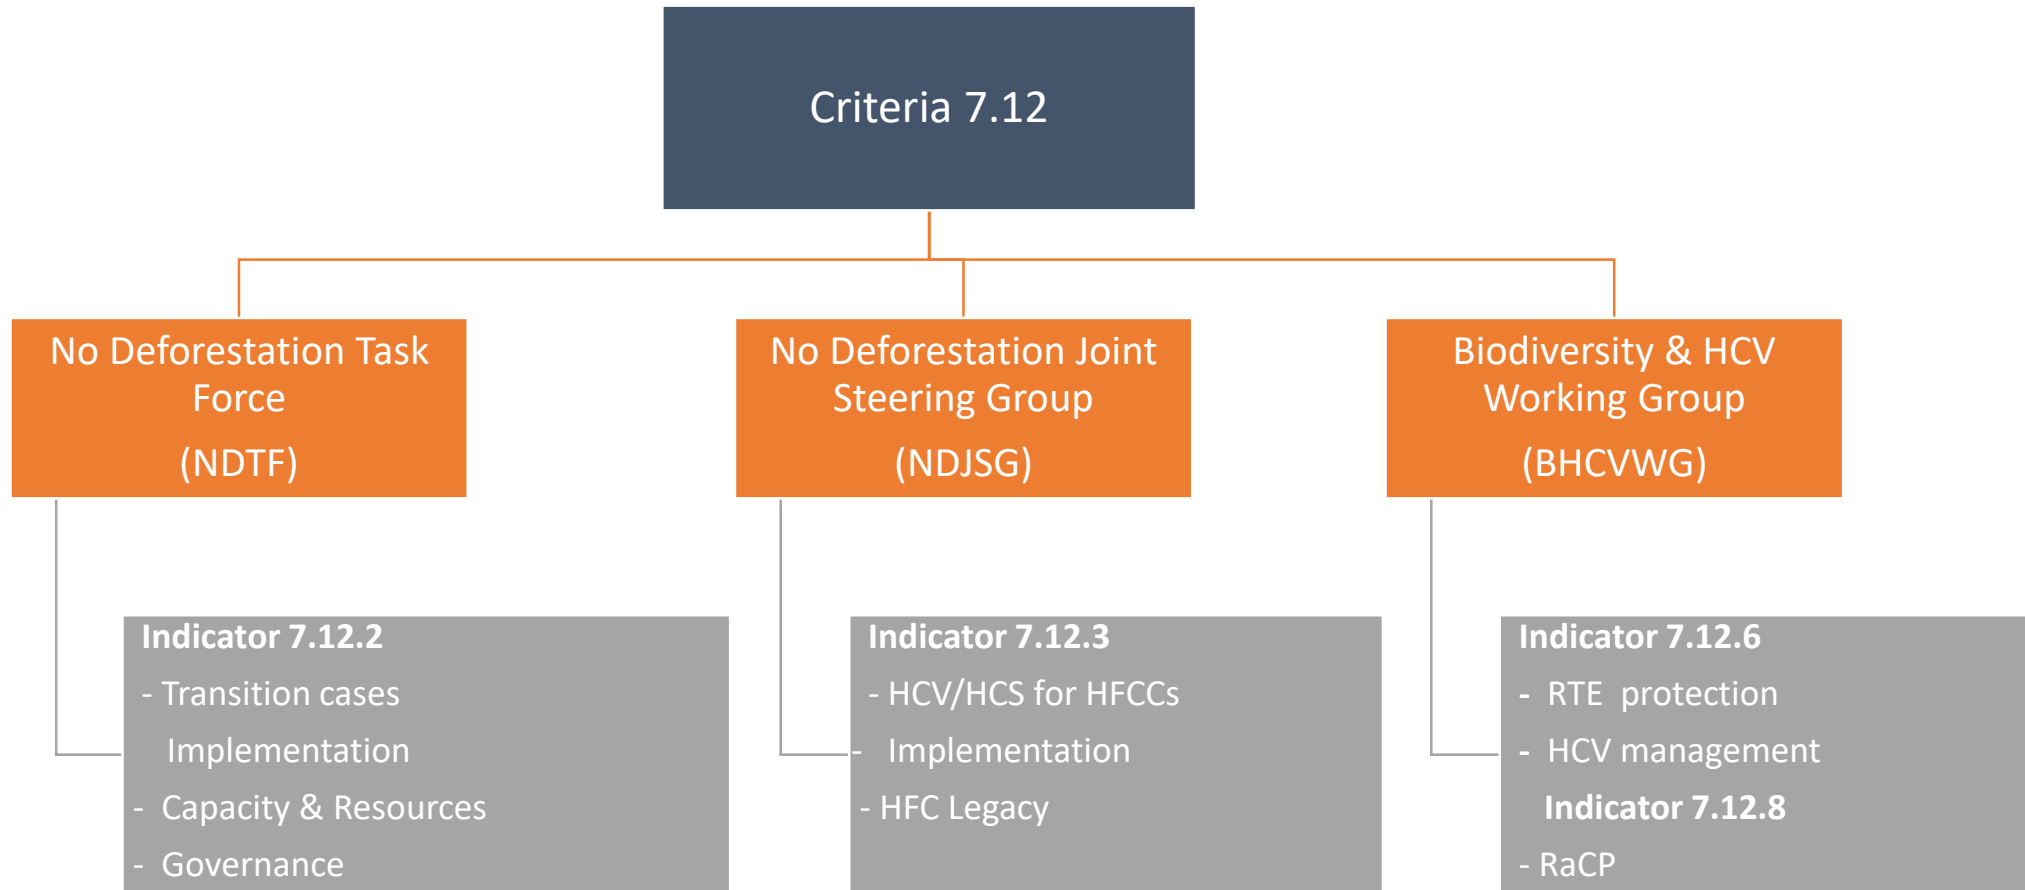 Criteria 7.12
No Deforestation Task
Force
(NDTF)
No Deforestation Joint
Steering Group
(NDJSG)
Biodiversity & HCV
Working Group
(BHCVWG)
Indicator 7.12.2
- Transition cases
Implementation
- Capacity & Resources
- Governance
Indicator 7.12.3
- HCV/HCS for HFCCs
- Implementation
- HFC Legacy
Indicator 7.12.6
- RTE protection
- HCV management
Indicator 7.12.8
- RaCP